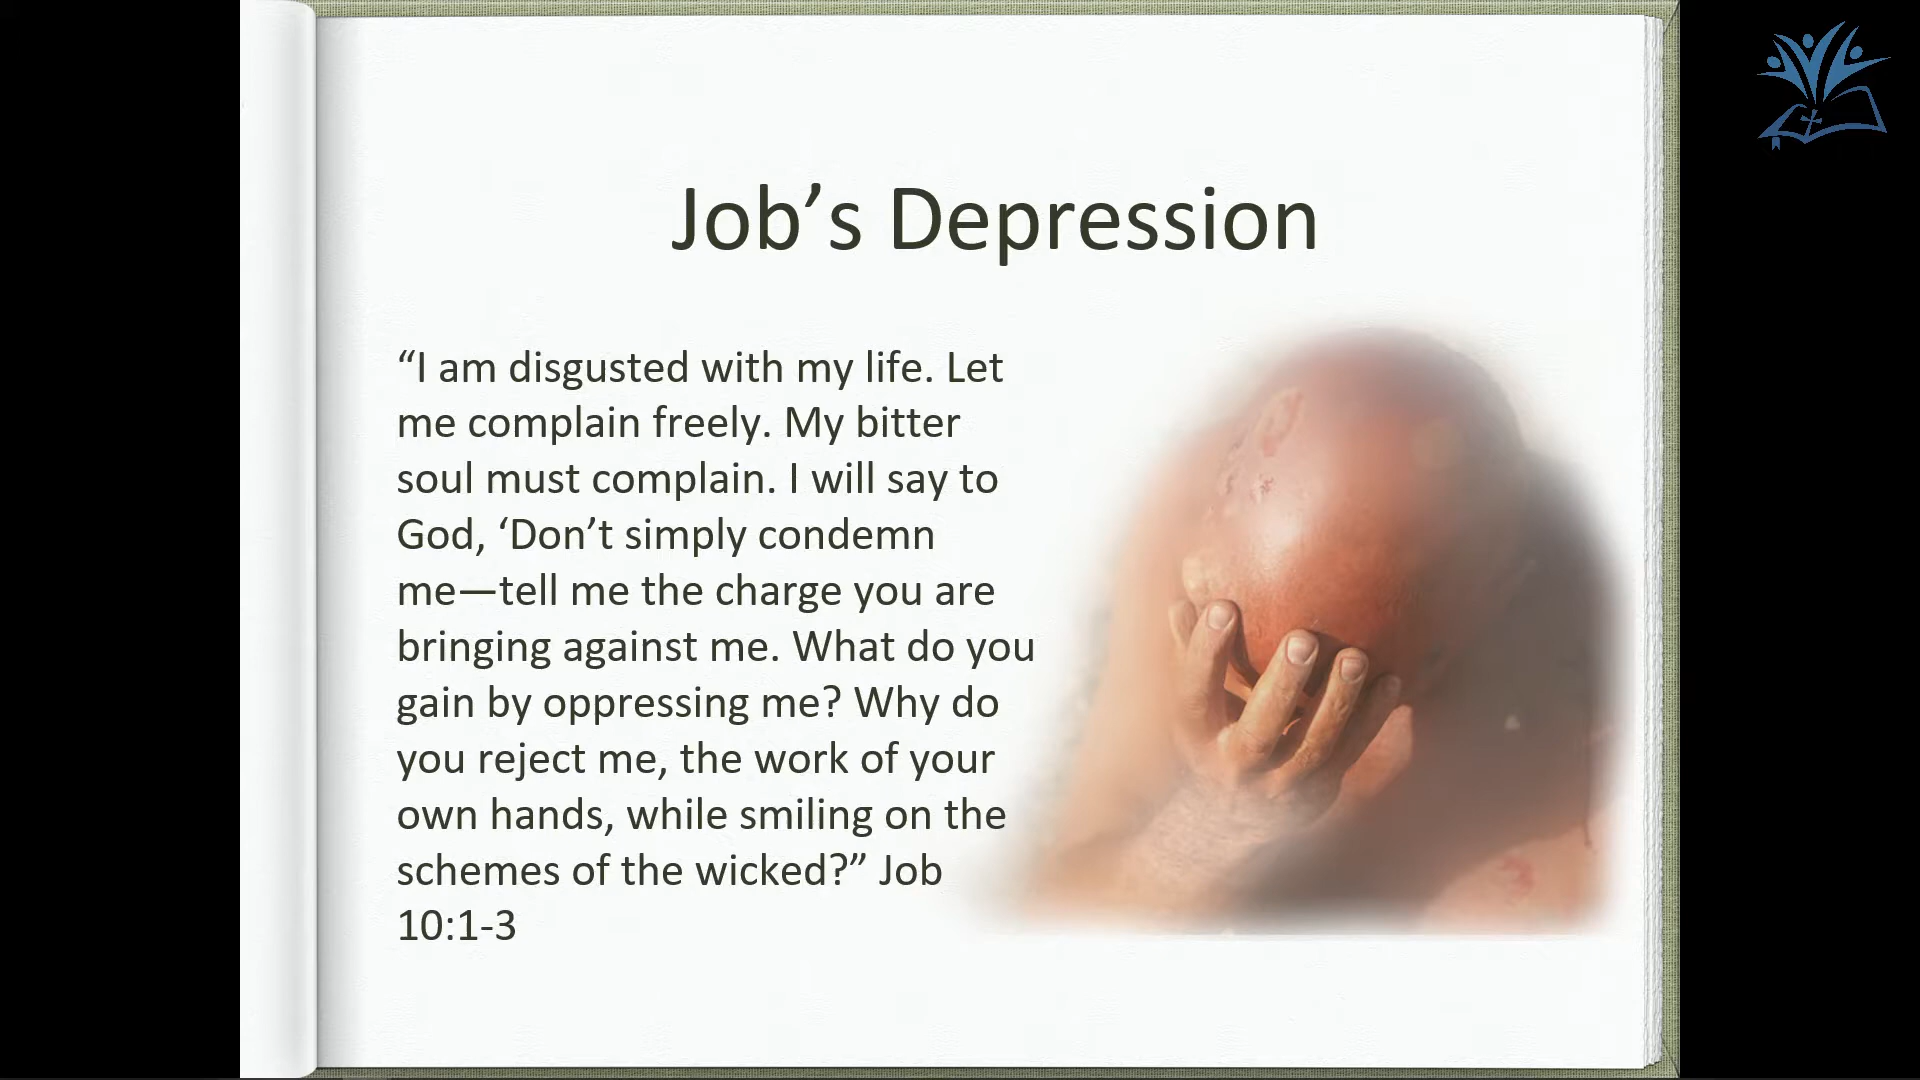 Job’s Depression
“I am disgusted with my life. Let
me complain freely. My bitter
soul must complain. I will say to
God, ‘Don’t simply condemn
me—tell me the charge you are
bringing against me. What do you
gain by oppressing me? Why do
you reject me, the work of your
own hands, while smiling on the
schemes of the wicked?” Job
10:1-3